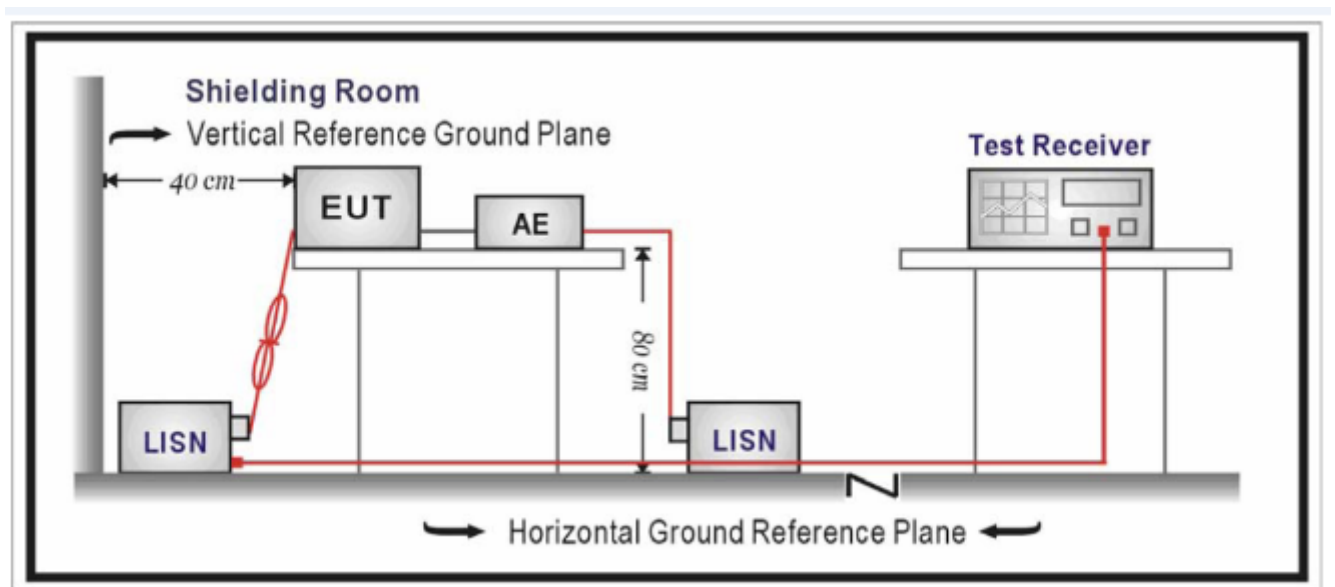 Shielding Room
Vertical Reference Ground Plane
Test Receiver
40 cm
EUT
AE
80 cm
LISN
LISN
Horizontal Ground Reference Plane